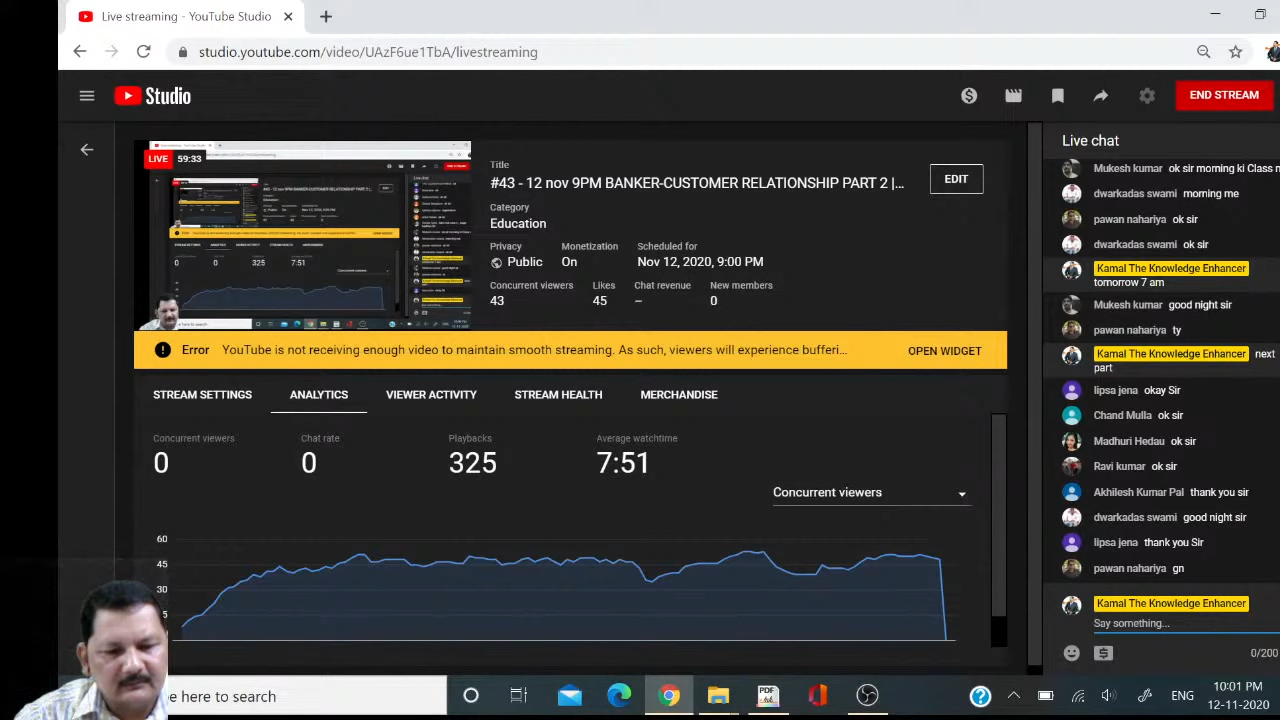 Live streaming - YouTube Studio
studio.youtube.com/video/UAzF6ue1TbA/livestreaming
Studio
END STREAM
LIVE 59:33
Title
#43 - 12 nov 9PM BANKER-CUSTOMER RELATIONSHIP PART 2 |...
EDIT
Category
Education
Privacy Monetization Scheduled for
Public On Nov 12, 2020, 9:00 PM
Concurrent viewers Likes Chat revenue New members
43 45 – 0
Error YouTube is not receiving enough video to maintain smooth streaming. As such, viewers will experience bufferi...
OPEN WIDGET
STREAM SETTINGS ANALYTICS VIEWER ACTIVITY STREAM HEALTH MERCHANDISE
Concurrent viewers Chat rate Playbacks Average watchtime
0 0 325 7:51
Concurrent viewers
60
45
30
5
Live chat
Mukesh kumar ok sir morning ki Class
dwarkadas swami morning me
pawan nahariya ok sir
dwarkadas swami ok sir
Kamal The Knowledge Enhancer
tomorow 7 am
Mukesh kumar good night sir
pawan nahariya ty
Kamal The Knowledge Enhancer next
part
lipsa jena okay Sir
Chand Mulla ok sir
Madhuri Hedau ok sir
Ravi kumar ok sir
Akhilesh Kumar Pal thank you sir
dwarkadas swami good night sir
lipsa jena thank you Sir
pawan nahariya gn
Kamal The Knowledge Enhancer
Say something...
0/200
here to search
ENG
10:01 PM
12-11-2020